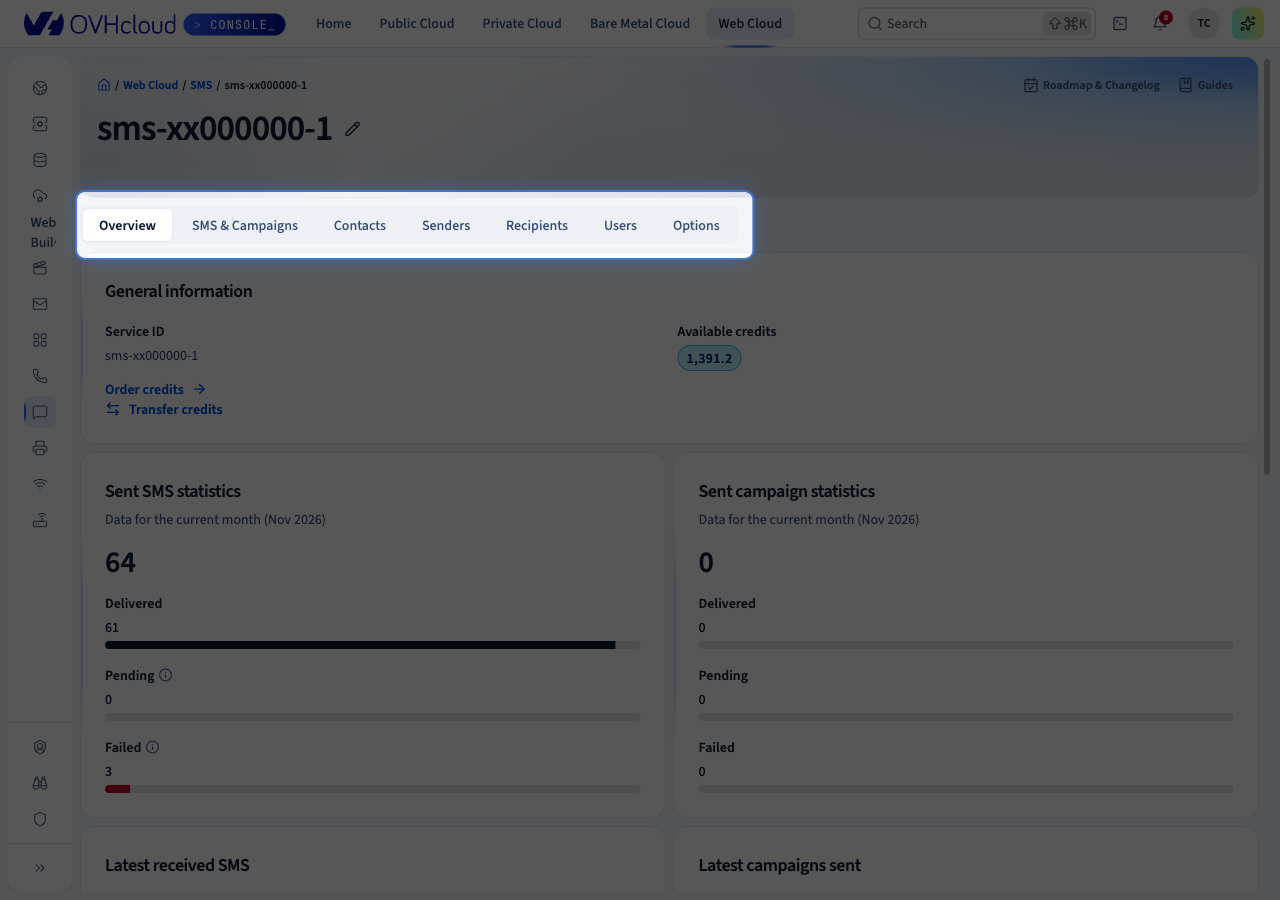 OVHcloud
> CONSOLE_
Home
Public Cloud
Private Cloud
Bare Metal Cloud
Web Cloud
Search
⇧⌘K
8
TC
/ Web Cloud / SMS / sms-xx000000-1
Roadmap & Changelog
Guides
sms-xx000000-1
Web
Buil
Overview
SMS & Campaigns
Contacts
Senders
Recipients
Users
Options
General information
Service ID
sms-xx000000-1
Order credits →
Transfer credits
Available credits
1,391.2
Sent SMS statistics
Data for the current month (Nov 2026)
64
Delivered
61
Pending
0
Failed
3
Sent campaign statistics
Data for the current month (Nov 2026)
0
Delivered
0
Pending
0
Failed
0
Latest received SMS
Latest campaigns sent